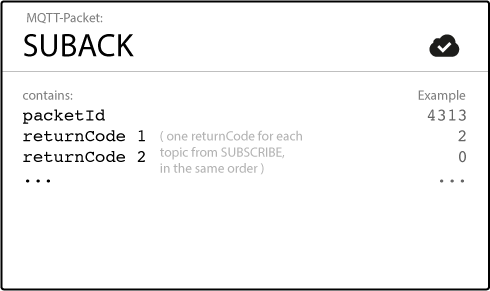 MQTT-Packet:
SUBACK
contains: Example
packetId 4313
returnCode 1 ( one returnCode for each 2
returnCode 2 topic from SUBSCRIBE, 0
in the same order )
... ...